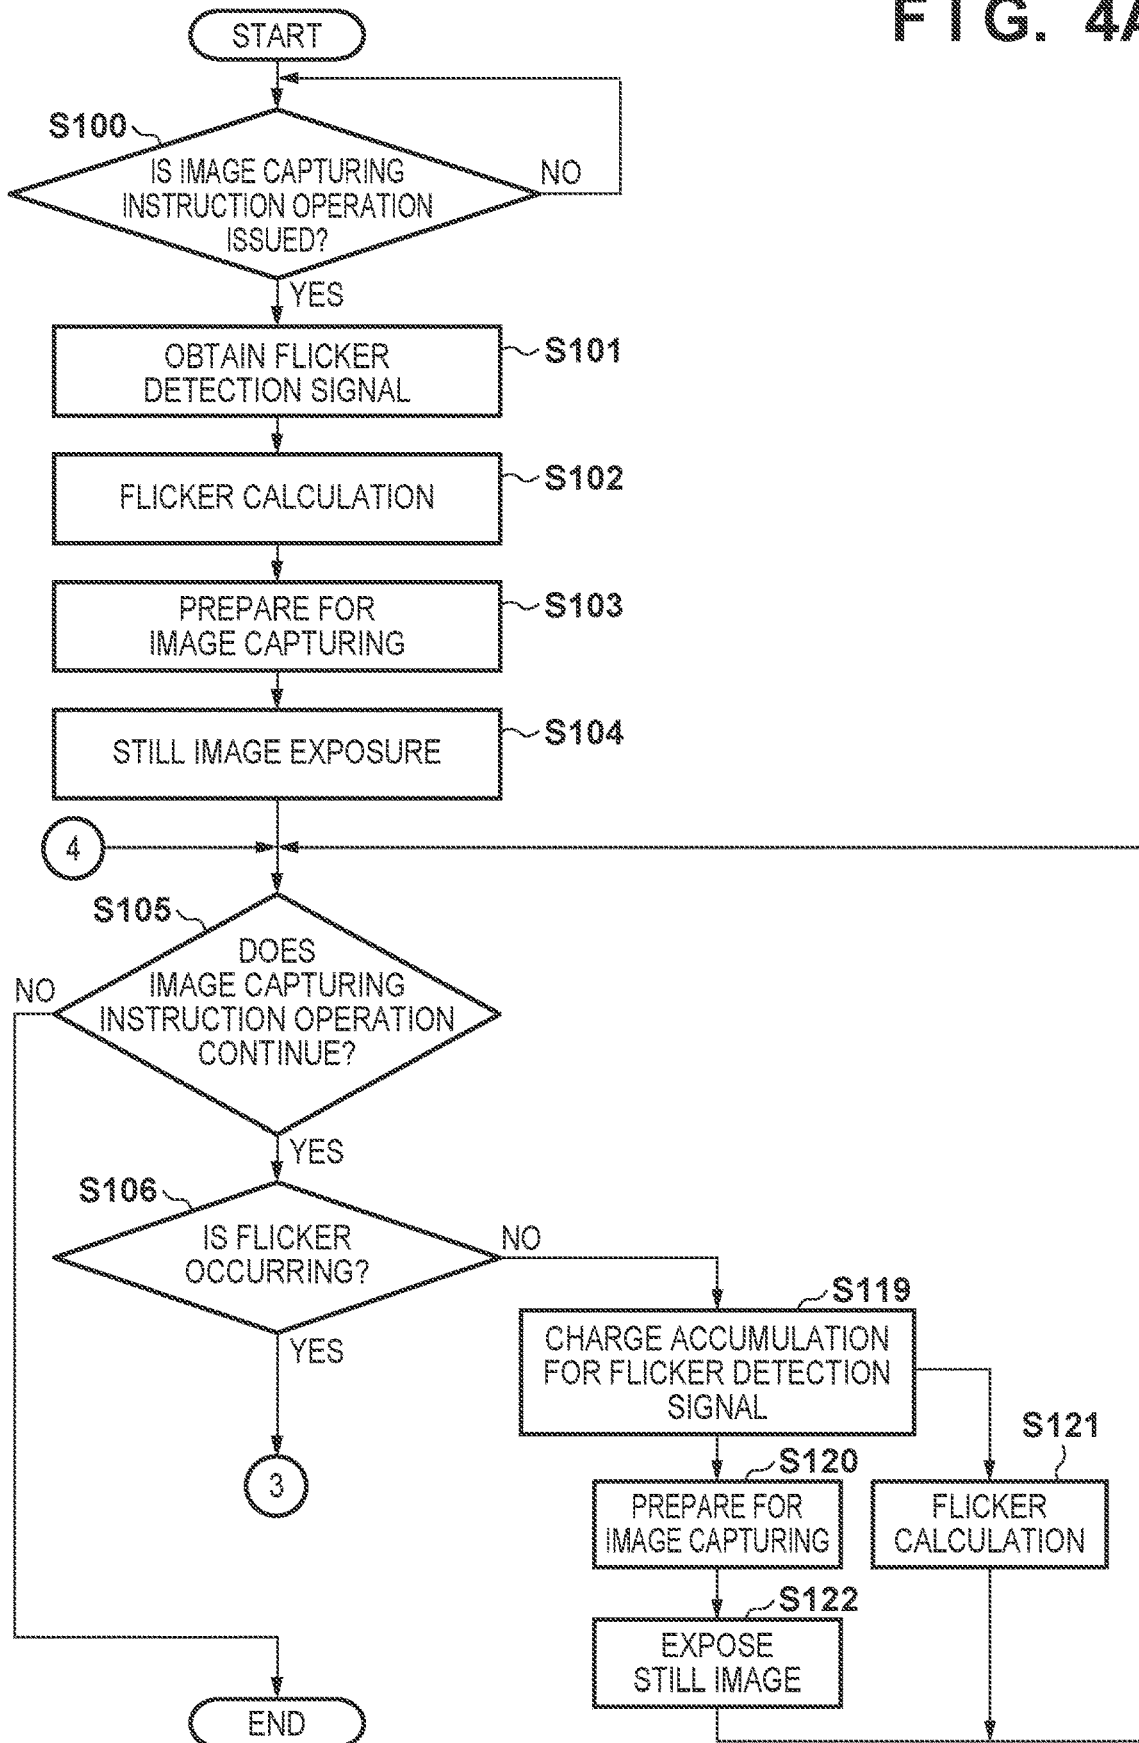 FIG. 4A
START
S100
IS IMAGE CAPTURING
INSTRUCTION OPERATION
ISSUED?
NO
YES
OBTAIN FLICKER
DETECTION SIGNAL
S101
FLICKER CALCULATION
S102
PREPARE FOR
IMAGE CAPTURING
S103
STILL IMAGE EXPOSURE
S104
4
S105
DOES
IMAGE CAPTURING
INSTRUCTION OPERATION
CONTINUE?
NO
YES
S106
IS FLICKER
OCCURRING?
NO
YES
3
S119
CHARGE ACCUMULATION
FOR FLICKER DETECTION
SIGNAL
S120
PREPARE FOR
IMAGE CAPTURING
S121
FLICKER
CALCULATION
S122
EXPOSE
STILL IMAGE
END